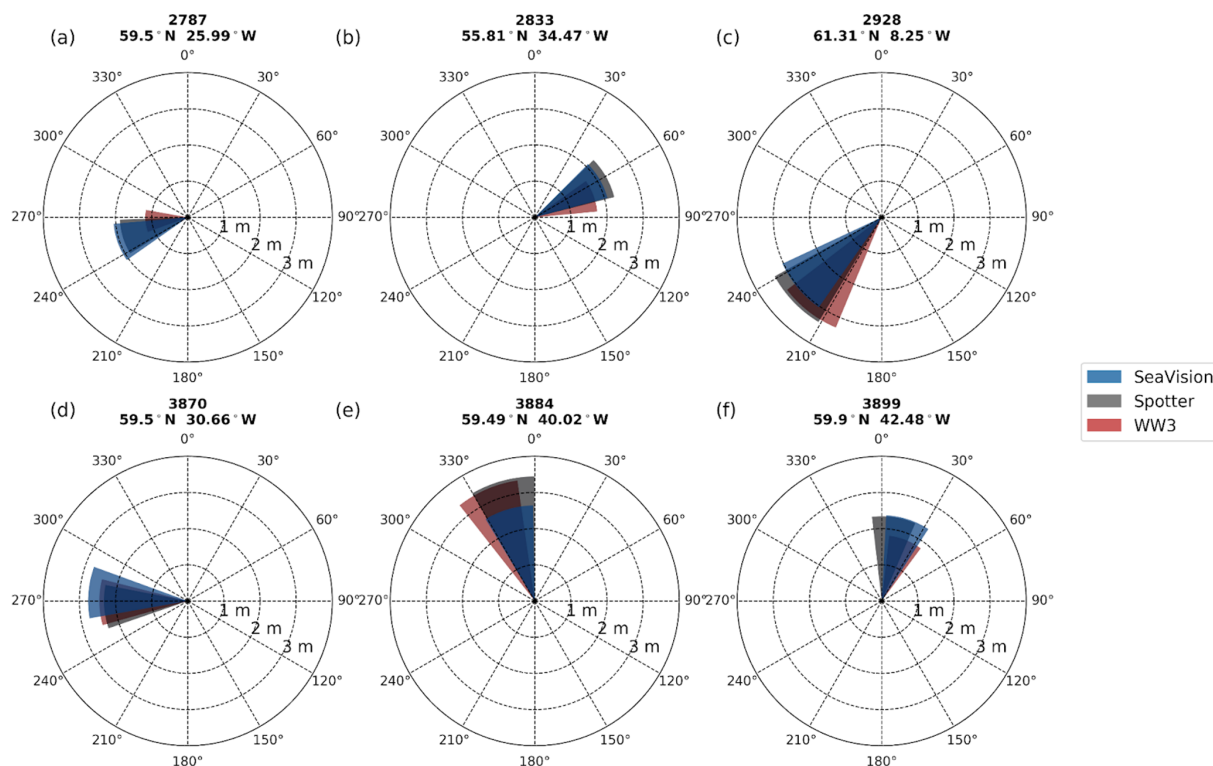 (a)
2787
59.5°N 25.99°W
0°
30°
60°
90°
120°
150°
180°
210°
240°
270°
300°
330°
1 m
2 m
3 m
(b)
2833
55.81°N 34.47°W
0°
30°
60°
90°
120°
150°
180°
210°
240°
270°
300°
330°
1 m
2 m
3 m
(c)
2928
61.31°N 8.25°W
0°
30°
60°
90°
120°
150°
180°
210°
240°
270°
300°
330°
1 m
2 m
3 m
SeaVision
Spotter
WW3
(d)
3870
59.5°N 30.66°W
0°
30°
60°
90°
120°
150°
180°
210°
240°
270°
300°
330°
1 m
2 m
3 m
(e)
3884
59.49°N 40.02°W
0°
30°
60°
90°
120°
150°
180°
210°
240°
270°
300°
330°
1 m
2 m
3 m
(f)
3899
59.9°N 42.48°W
0°
30°
60°
90°
120°
150°
180°
210°
240°
270°
300°
330°
1 m
2 m
3 m